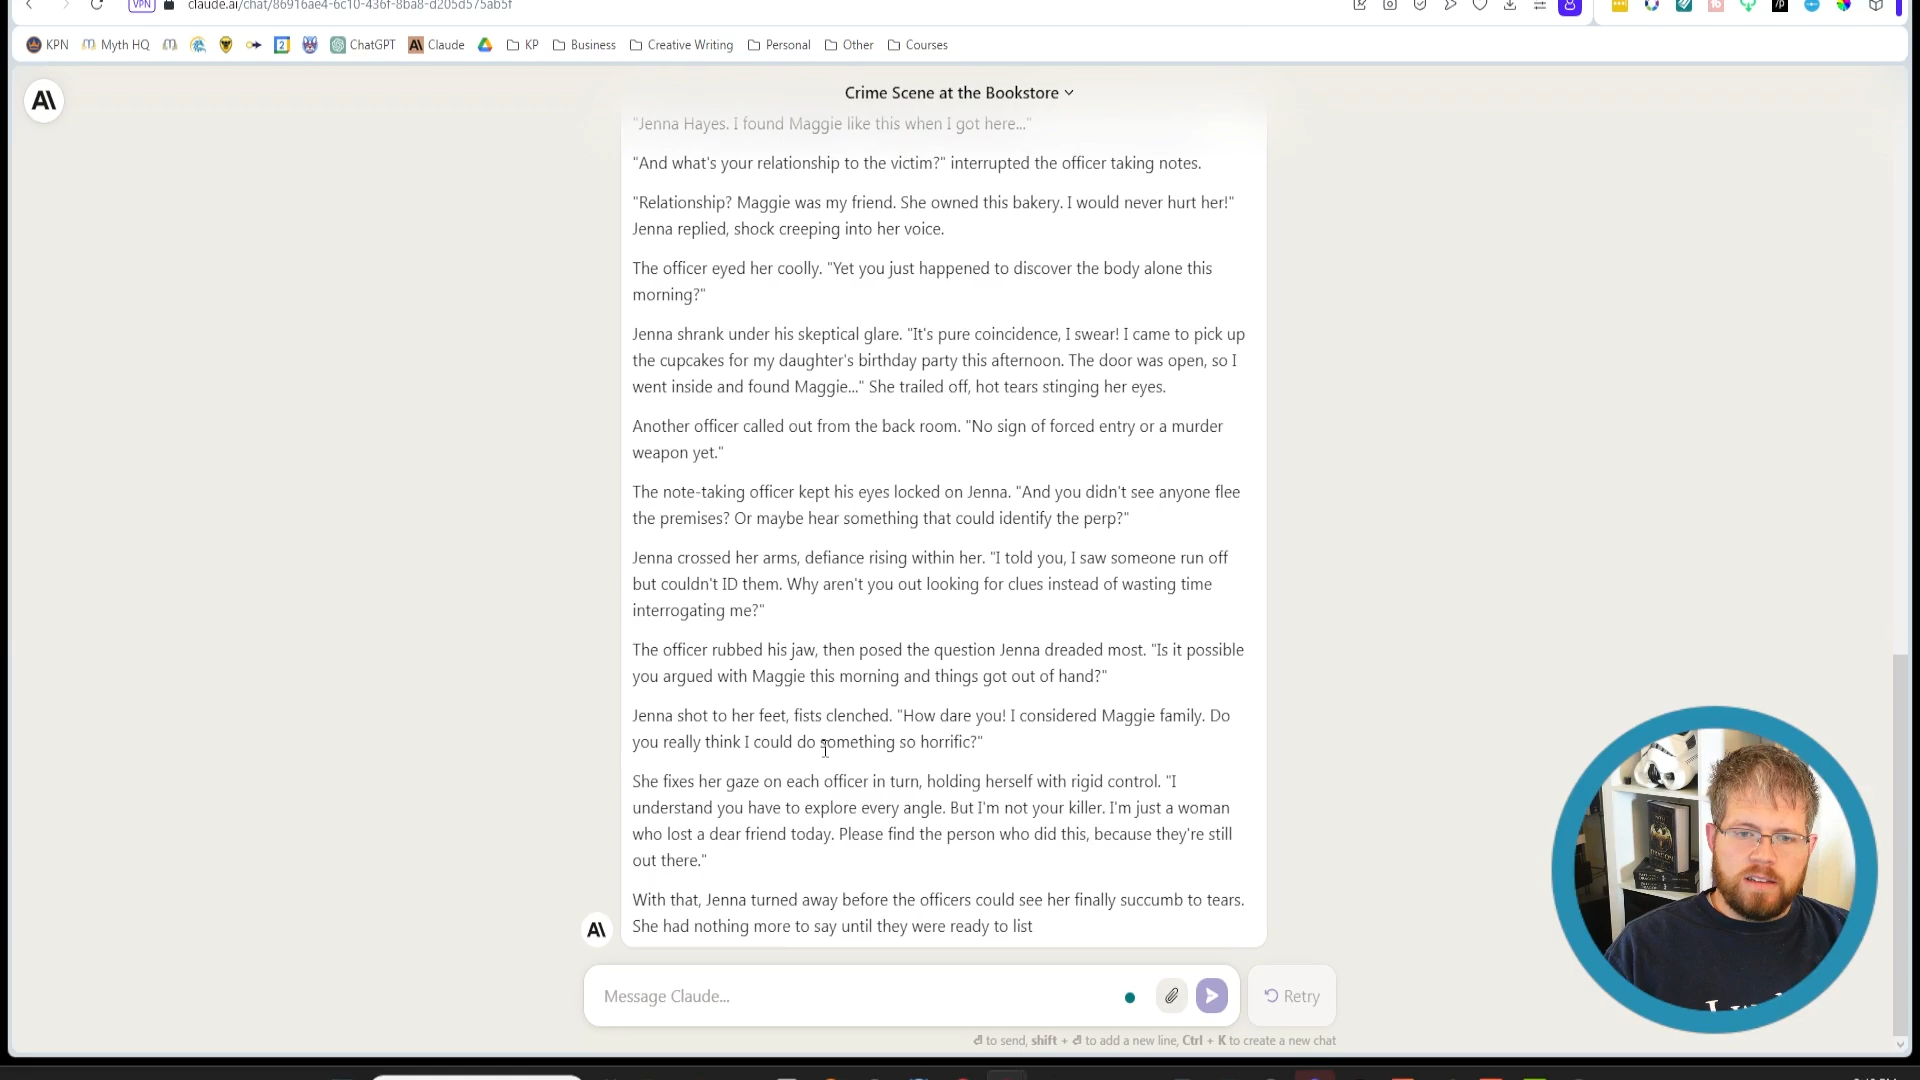 VPN claude.ai/chat/86916ae4-6c10-436f-8ba8-d205d575ab5f
KPN Myth HQ 2 ChatGPT Claude KP Business Creative Writing Personal Other Courses
Crime Scene at the Bookstore
"Jenna Hayes. I found Maggie like this when I got here..."
"And what's your relationship to the victim?" interrupted the officer taking notes.
"Relationship? Maggie was my friend. She owned this bakery. I would never hurt her!"
Jenna replied, shock creeping into her voice.
The officer eyed her coolly. "Yet you just happened to discover the body alone this
morning?"
Jenna shrank under his skeptical glare. "It's pure coincidence, I swear! I came to pick up
the cupcakes for my daughter's birthday party this afternoon. The door was open, so I
went inside and found Maggie..." She trailed off, hot tears stinging her eyes.
Another officer called out from the back room. "No sign of forced entry or a murder
weapon yet."
The note-taking officer kept his eyes locked on Jenna. "And you didn't see anyone flee
the premises? Or maybe hear something that could identify the perp?"
Jenna crossed her arms, defiance rising within her. "I told you, I saw someone run off
but couldn't ID them. Why aren't you out looking for clues instead of wasting time
interrogating me?"
The officer rubbed his jaw, then posed the question Jenna dreaded most. "Is it possible
you argued with Maggie this morning and things got out of hand?"
Jenna shot to her feet, fists clenched. "How dare you! I considered Maggie family. Do
you really think I could do something so horrific?"
She fixes her gaze on each officer in turn, holding herself with rigid control. "I
understand you have to explore every angle. But I'm not your killer. I'm just a woman
who lost a dear friend today. Please find the person who did this, because they're still
out there."
With that, Jenna turned away before the officers could see her finally succumb to tears.
She had nothing more to say until they were ready to list
Message Claude...
Retry
⏎ to send, shift + ⏎ to add a new line, Ctrl + K to create a new chat